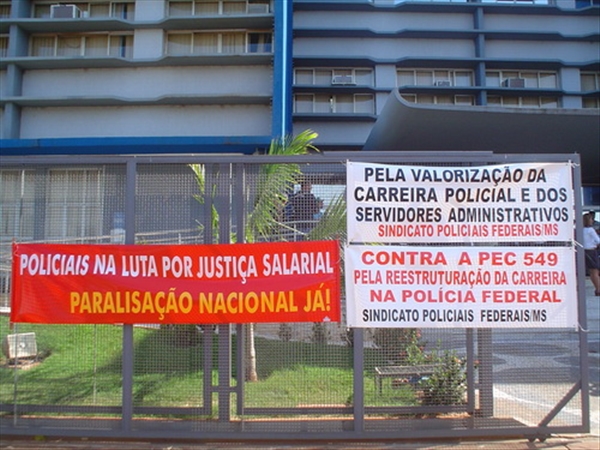 POLICIAIS NA LUTA POR JUSTIÇA SALARIAL
PARALISAÇÃO NACIONAL JÁ!
PELA VALORIZAÇÃO DA
CARREIRA POLICIAL E DOS
SERVIDORES ADMINISTRATIVOS
SINDICATO POLICIAIS FEDERAIS/MS
CONTRA A PEC 549
PELA REESTRUTURAÇÃO DA CARREIRA
NA POLÍCIA FEDERAL
SINDICATO POLICIAIS FEDERAIS/MS